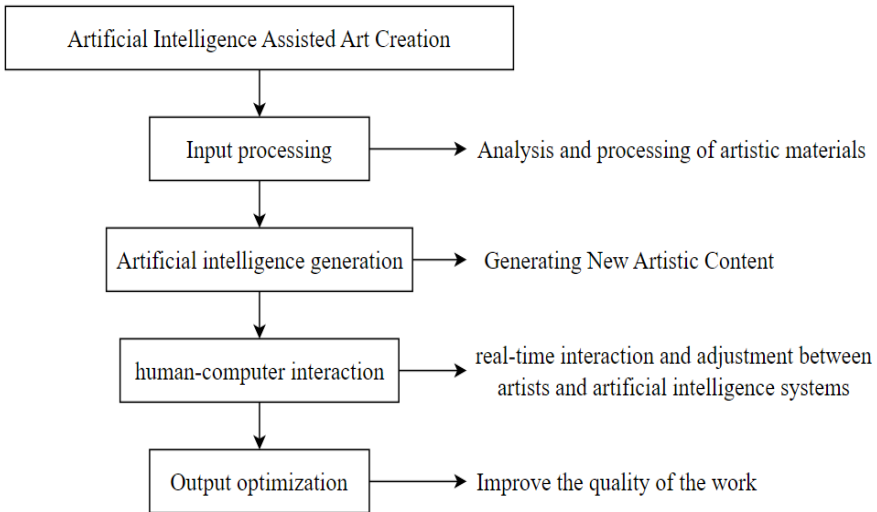 Artificial Intelligence Assisted Art Creation
Input processing
Analysis and processing of artistic materials
Artificial intelligence generation
Generating New Artistic Content
human-computer interaction
real-time interaction and adjustment between
artists and artificial intelligence systems
Output optimization
Improve the quality of the work